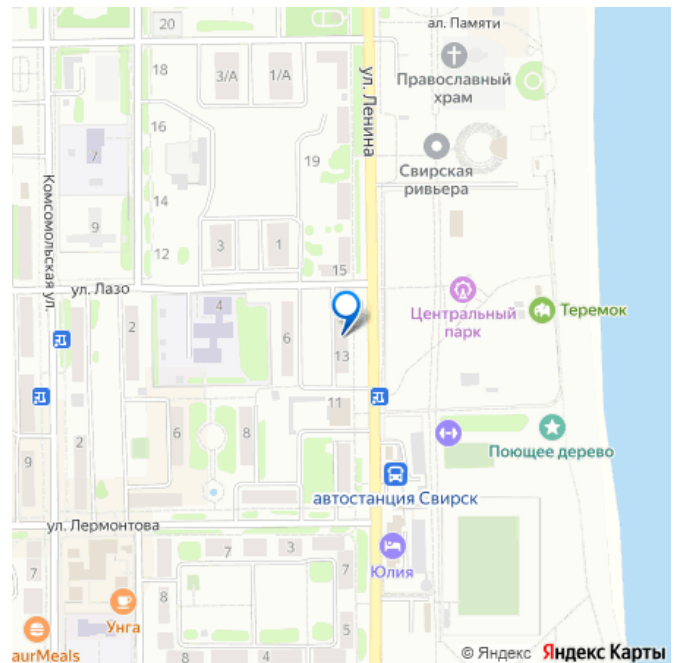 20
ал. Памяти
18
3/А
1/А
Православный
храм
ул. Ленина
16
7
19
Свирская
ривьера
Комсомольская ул.
14
9
12
3
1
15
ул. Лазо
4
Центральный
парк
Теремок
2
6
13
11
6
8
2
9
Поющее дерево
автостанция Свирск
ул. Лермонтова
7
3
7
7
Юлия
8
Унга
5
aurMeals
8
4
© Яндекс Яндекс Карты